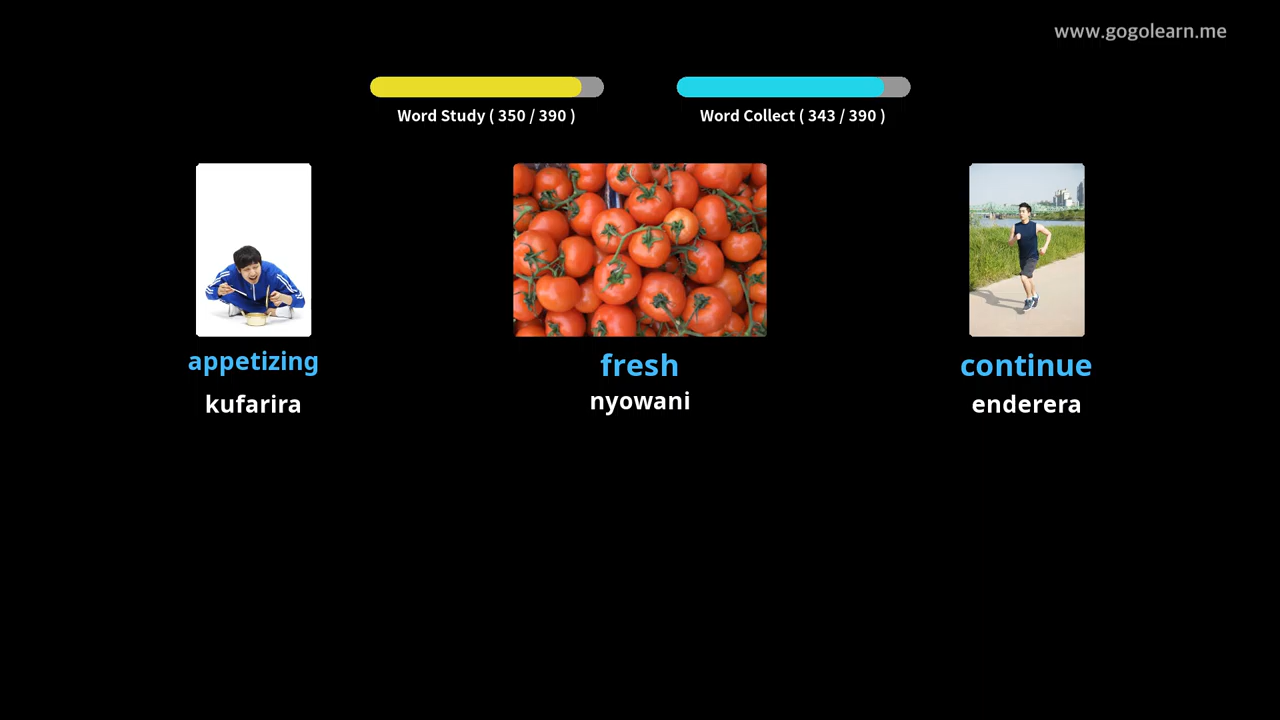 www.gogolearn.me
Word Study ( 350 / 390 )
Word Collect ( 343 / 390 )
appetizing
kufarira
fresh
nyowani
continue
enderera